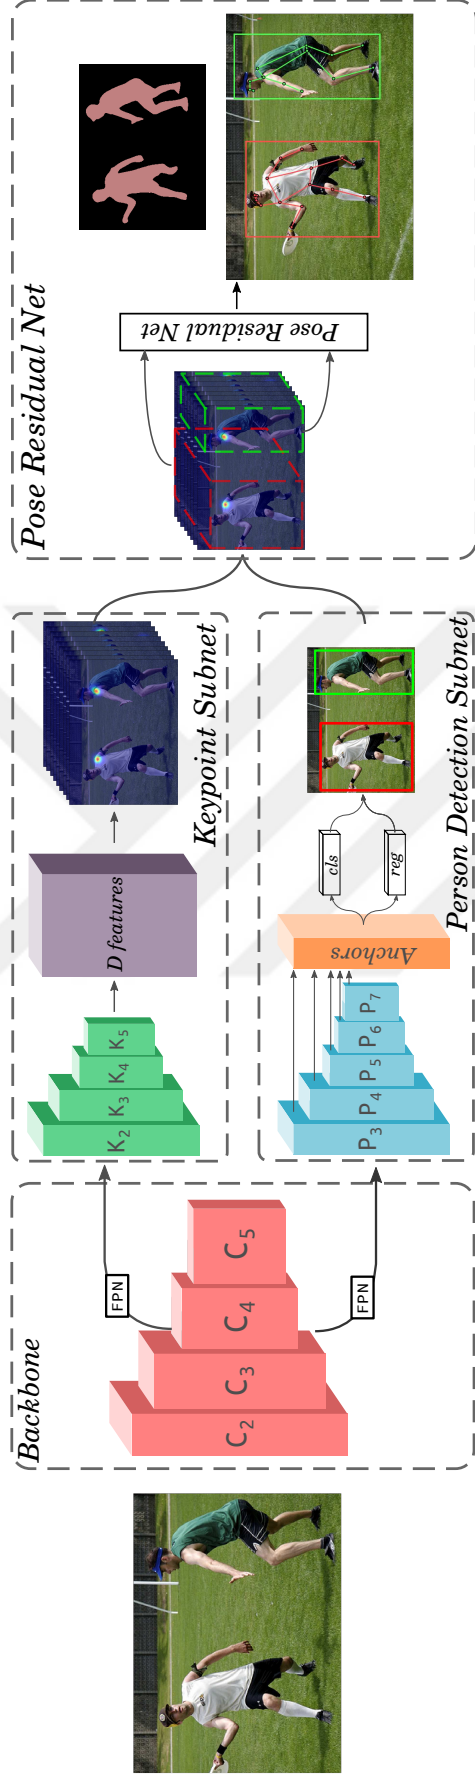 Backbone
C2
C3
C4
C5
FPN
FPN
K2
K3
K4
K5
D features
Keypoint Subnet
P3
P4
P5
P6
P7
Anchors
cls
reg
Person Detection Subnet
Pose Residual Net
Pose Residual Net